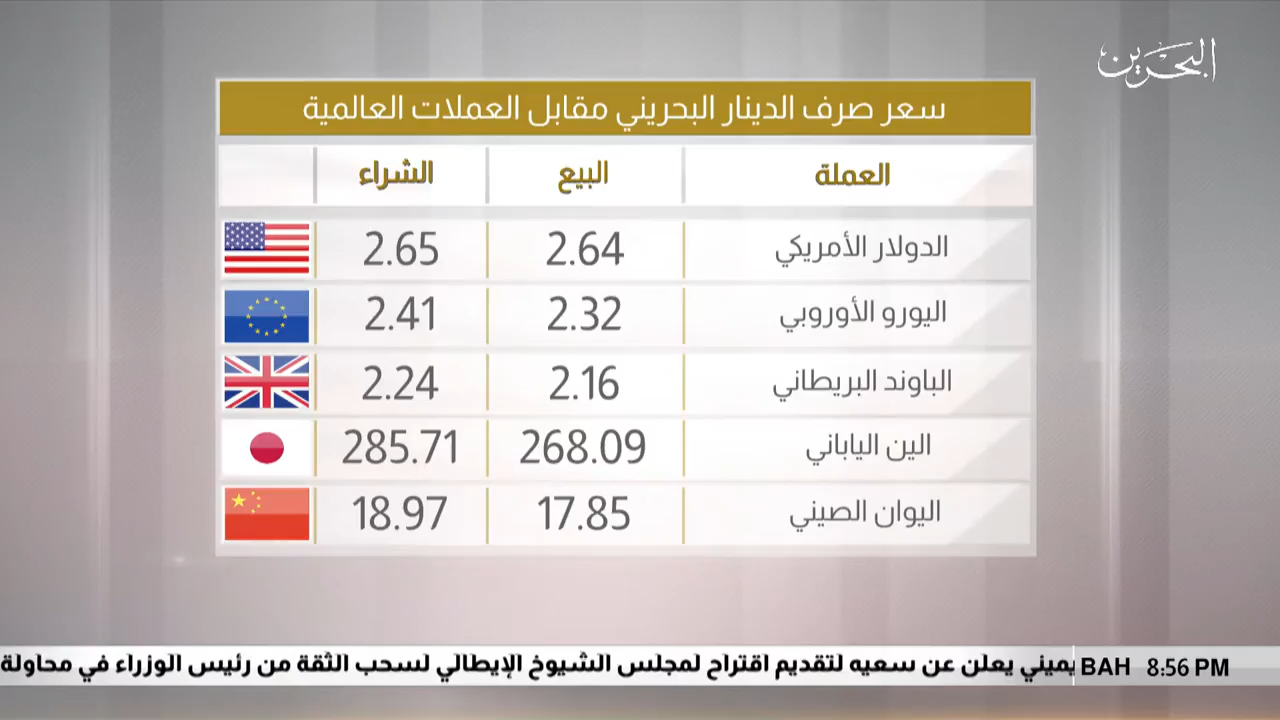 البحرين
سعر صرف الدينار البحريني مقابل العملات العالمية
العملة البيع الشراء
الدولار الأمريكي 2.64 2.65
اليورو الأوروبي 2.32 2.41
الباوند البريطاني 2.16 2.24
الين الياباني 268.09 285.71
اليوان الصيني 17.85 18.97
يميني يعلن عن سعيه لتقديم اقتراح لمجلس الشيوخ الإيطالي لسحب الثقة من رئيس الوزراء في محاولة
BAH 8:56 PM